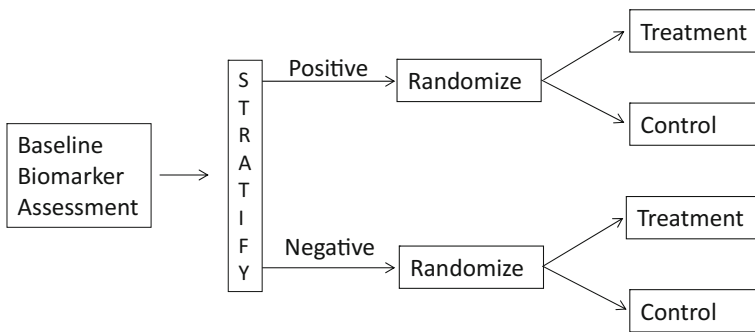 Baseline
Biomarker
Assessment
S
T
R
A
T
I
F
Y
Positive
Randomize
Treatment
Control
Negative
Randomize
Treatment
Control